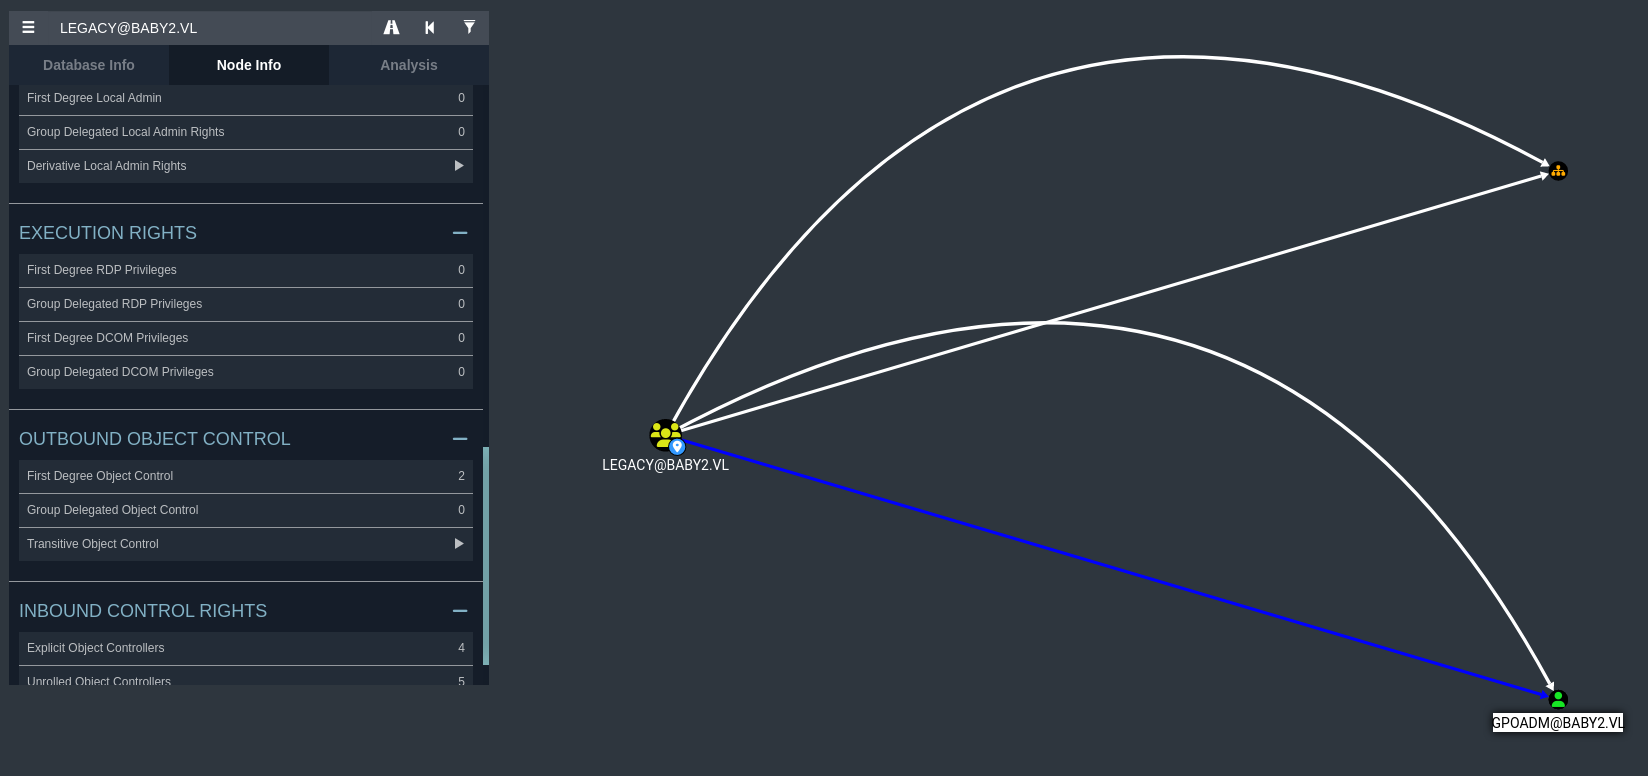 LEGACY@BABY2.VL
Database Info Node Info Analysis
First Degree Local Admin 0
Group Delegated Local Admin Rights 0
Derivative Local Admin Rights
EXECUTION RIGHTS
First Degree RDP Privileges 0
Group Delegated RDP Privileges 0
First Degree DCOM Privileges 0
Group Delegated DCOM Privileges 0
OUTBOUND OBJECT CONTROL
First Degree Object Control 2
Group Delegated Object Control 0
Transitive Object Control
INBOUND CONTROL RIGHTS
Explicit Object Controllers 4
Unrolled Object Controllers 5
LEGACY@BABY2.VL
GPOADM@BABY2.VL